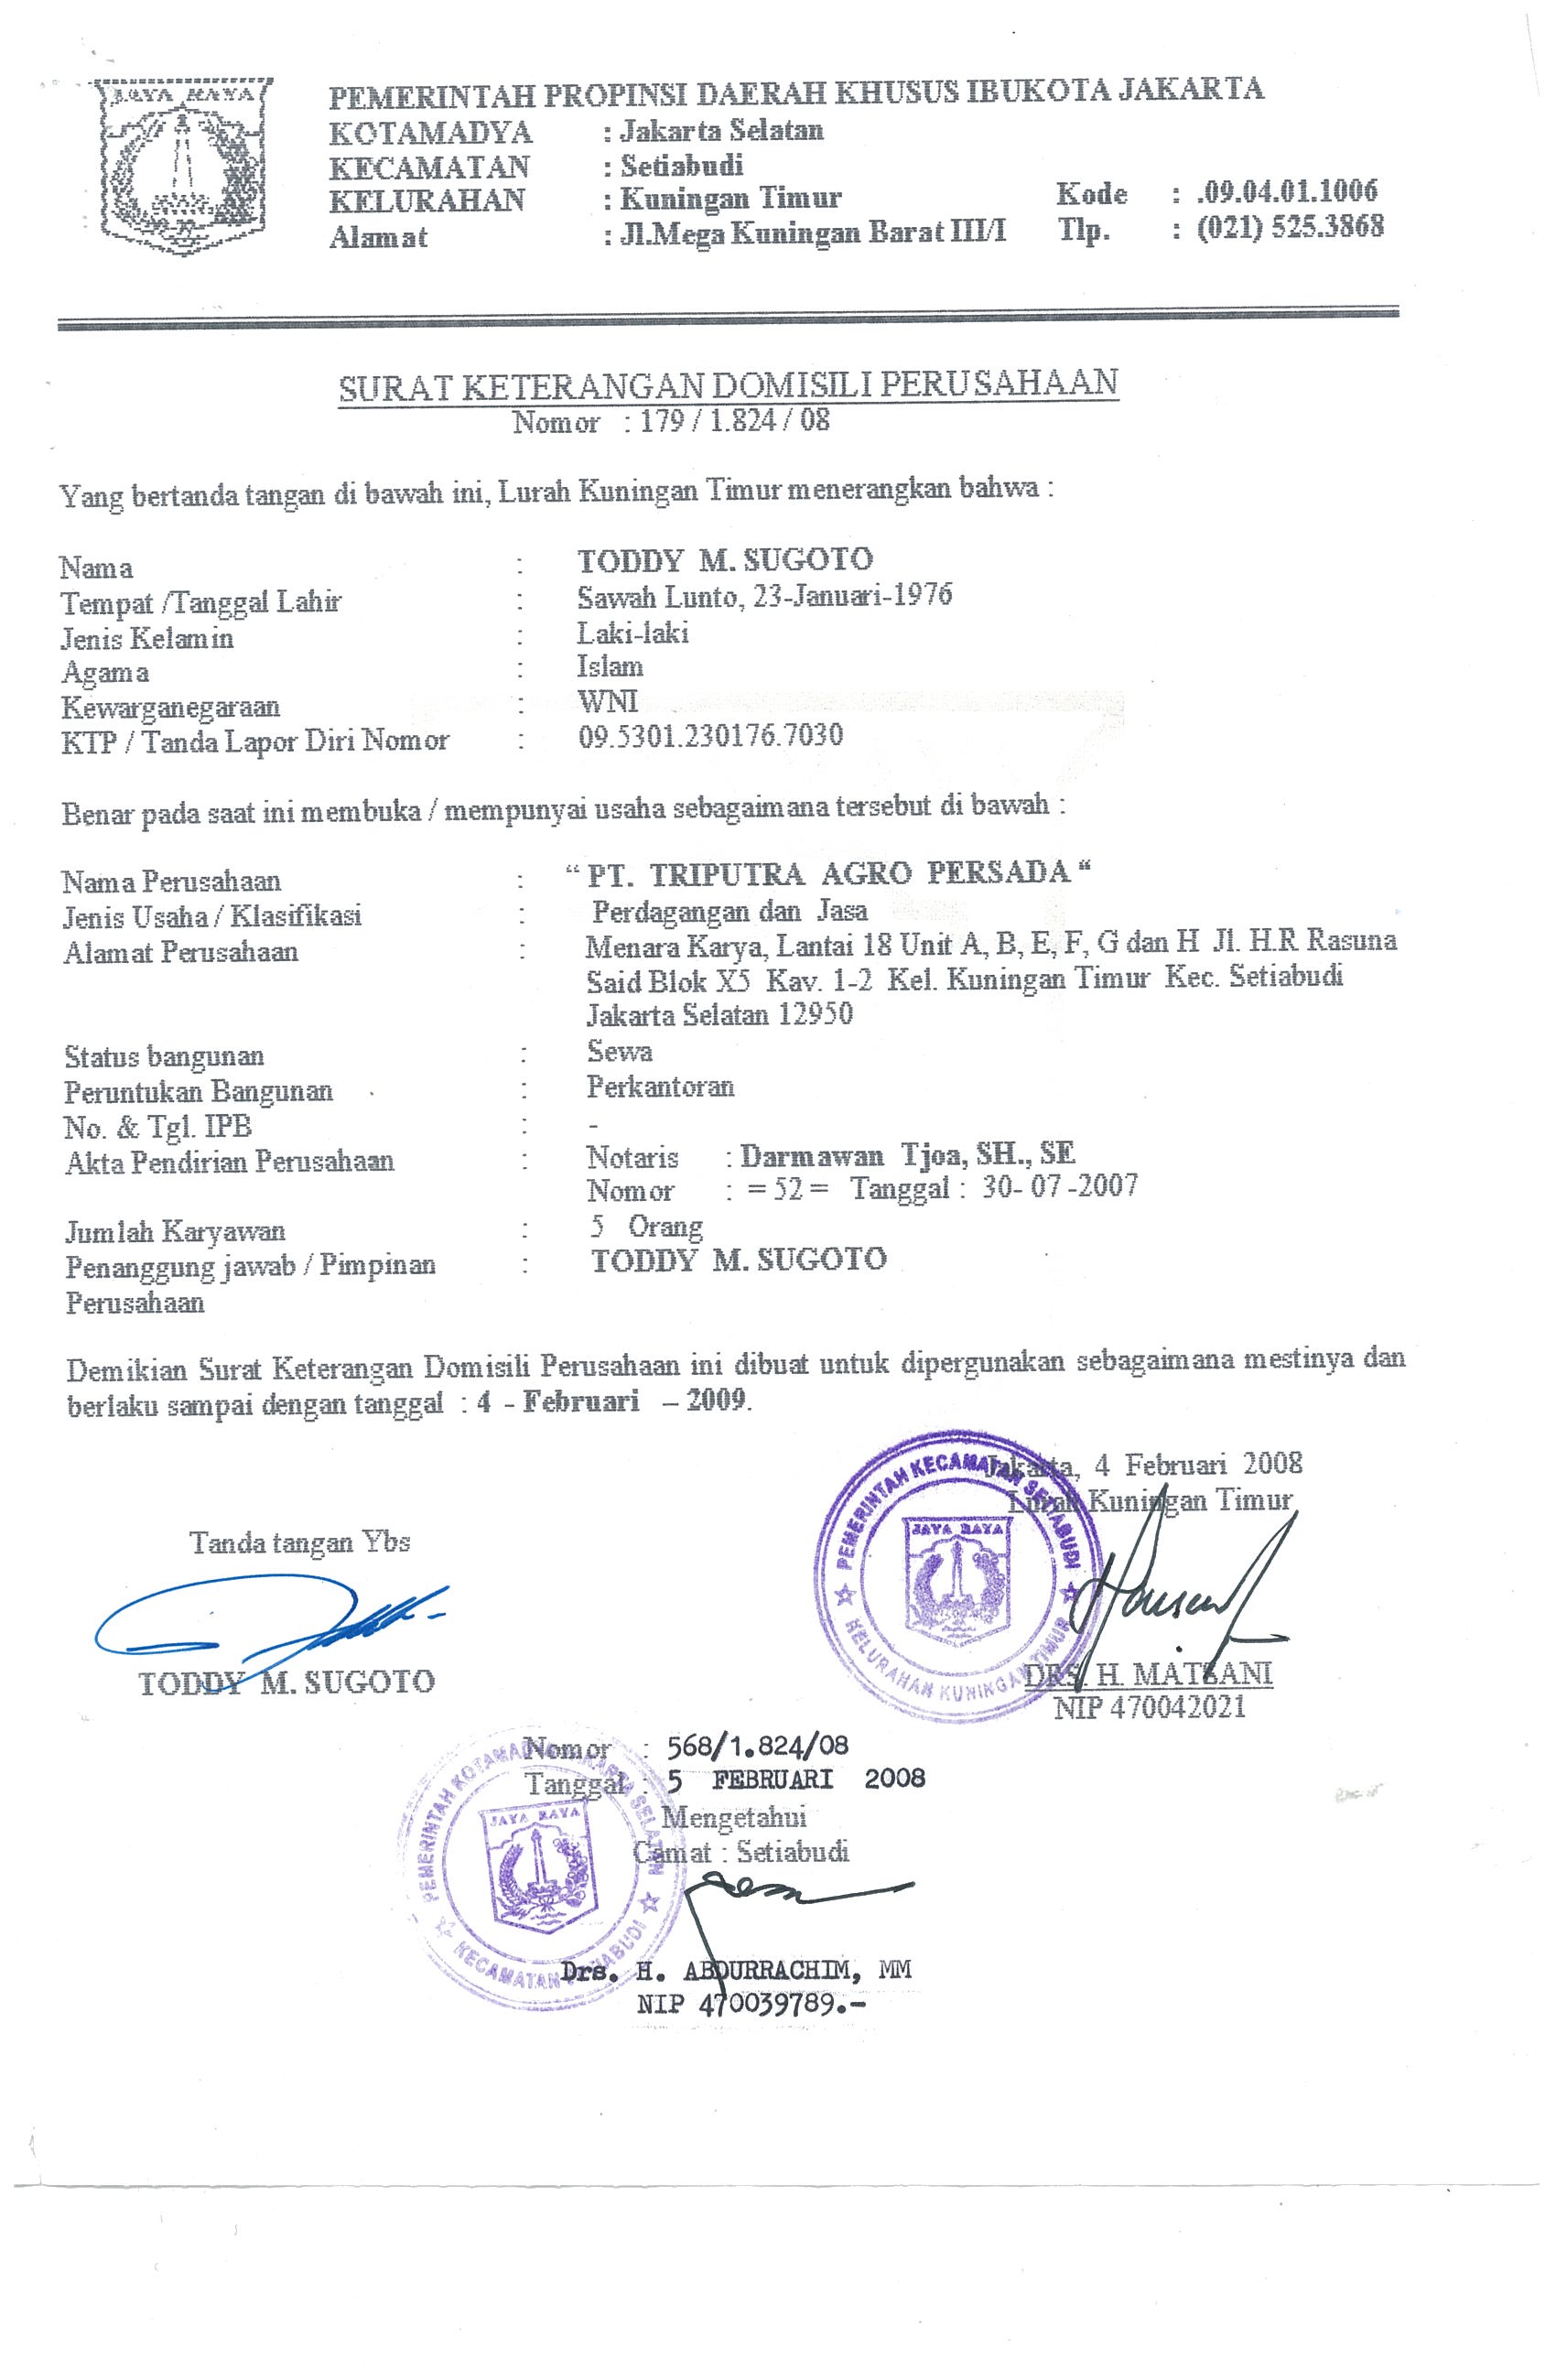 JAYA RAYA
PEMERINTAH PROPINSI DAERAH KHUSUS IBUKOTA JAKARTA
KOTAMADYA : Jakarta Selatan
KECAMATAN : Setiabudi
KELURAHAN : Kuningan Timur Kode : .09.04.01.1006
Alamat : Jl.Mega Kuningan Barat III/I Tlp. : (021) 525.3868
SURAT KETERANGAN DOMISILI PERUSAHAAN
Nomor : 179 / 1.824 / 08
Yang bertanda tangan di bawah ini, Lurah Kuningan Timur menerangkan bahwa :
Nama : TODDY M. SUGOTO
Tempat /Tanggal Lahir : Sawah Lunto, 23-Januari-1976
Jenis Kelamin : Laki-laki
Agama : Islam
Kewarganegaraan : WNI
KTP / Tanda Lapor Diri Nomor : 09.5301.230176.7030
Benar pada saat ini membuka / mempunyai usaha sebagaimana tersebut di bawah :
Nama Perusahaan : “ PT. TRIPUTRA AGRO PERSADA “
Jenis Usaha / Klasifikasi : Perdagangan dan Jasa
Alamat Perusahaan : Menara Karya, Lantai 18 Unit A, B, E, F, G dan H Jl. H.R Rasuna
Said Blok X5 Kav. 1-2 Kel. Kuningan Timur Kec. Setiabudi
Jakarta Selatan 12950
Status bangunan : Sewa
Peruntukan Bangunan : Perkantoran
No. & Tgl. IPB : -
Akta Pendirian Perusahaan : Notaris : Darmawan Tjoa, SH., SE
Nomor : = 52 = Tanggal : 30- 07 -2007
Jumlah Karyawan : 5 Orang
Penanggung jawab / Pimpinan : TODDY M. SUGOTO
Perusahaan
Demikian Surat Keterangan Domisili Perusahaan ini dibuat untuk dipergunakan sebagaimana mestinya dan
berlaku sampai dengan tanggal : 4 - Februari – 2009.
Jakarta, 4 Februari 2008
Lurah Kuningan Timur
PEMERINTAH KECAMATAN SETIABUDI
JAYA RAYA
KELURAHAN KUNINGAN TIMUR
Tanda tangan Ybs
TODDY M. SUGOTO
DRS. H. MATSANI
NIP 470042021
Nomor : 568/1.824/08
Tanggal : 5 FEBRUARI 2008
Mengetahui
Camat : Setiabudi
PEMERINTAH KOTAMADYA JAKARTA SELATAN
JAYA RAYA
KECAMATAN SETIABUDI
Drs. H. ABDURRACHIM, MM
NIP 470039789.-